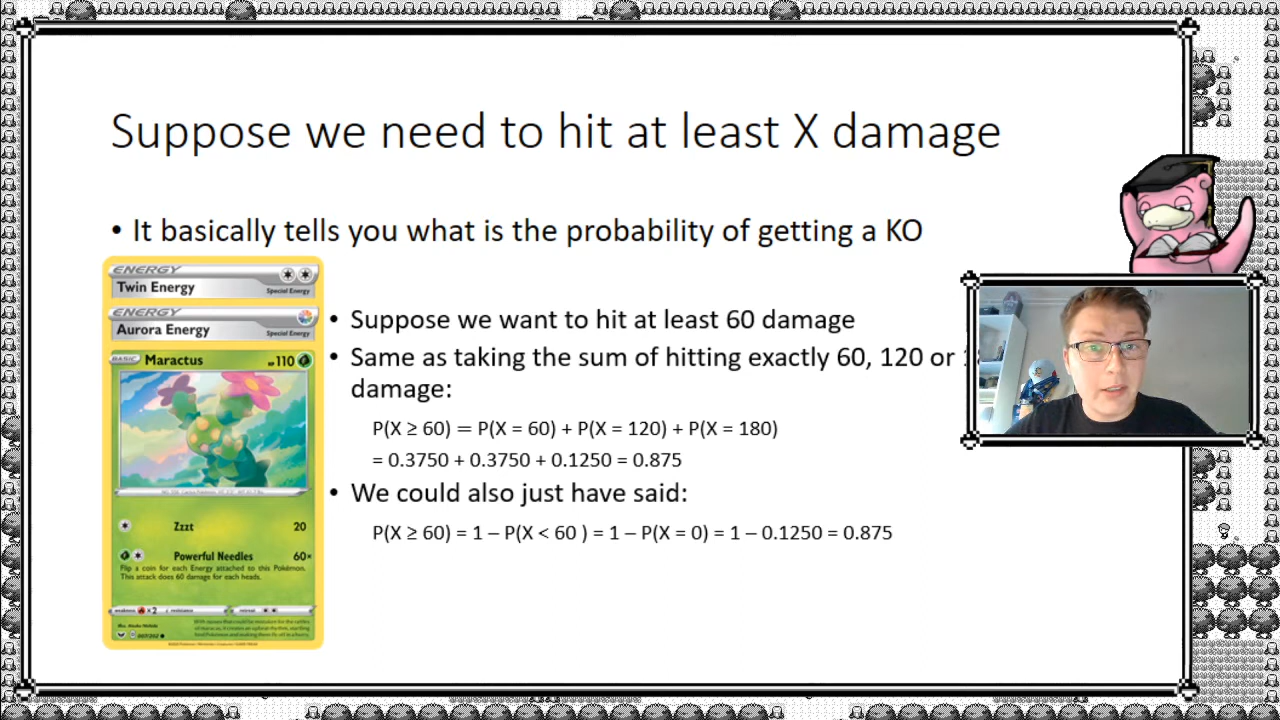 Suppose we need to hit at least X damage
• It basically tells you what is the probability of getting a KO
ENERGY
Twin Energy
Special Energy
ENERGY
Aurora Energy
Special Energy
BASIC Maractus HP 110
Zzzt 20
Powerful Needles 60×
Flip a coin for each Energy attached to this Pokémon.
This attack does 60 damage for each heads.
weakness ×2 resistance retreat
• Suppose we want to hit at least 60 damage
• Same as taking the sum of hitting exactly 60, 120 or
damage:
P(X ≥ 60) = P(X = 60) + P(X = 120) + P(X = 180)
= 0.3750 + 0.3750 + 0.1250 = 0.875
• We could also just have said:
P(X ≥ 60) = 1 – P(X < 60 ) = 1 – P(X = 0) = 1 – 0.1250 = 0.875